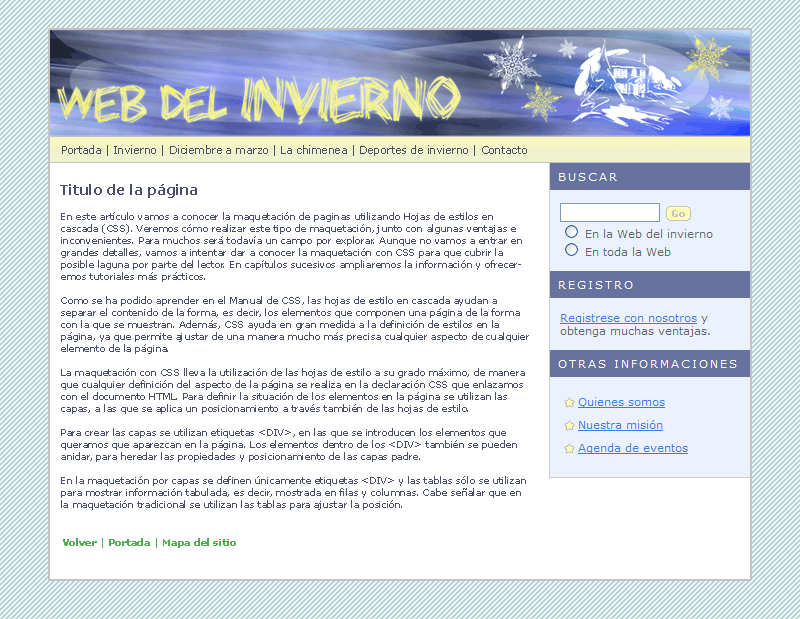 WEB DEL INVIERNO
Portada | Invierno | Diciembre a marzo | La chimenea | Deportes de invierno | Contacto
Titulo de la página
En este artículo vamos a conocer la maquetación de paginas utilizando Hojas de estilos en
cascada (CSS). Veremos cómo realizar este tipo de maquetación, junto con algunas ventajas e
inconvenientes. Para muchos será todavía un campo por explorar. Aunque no vamos a entrar en
grandes detalles, vamos a intentar dar a conocer la maquetación con CSS para que cubrir la
posible laguna por parte del lector. En capítulos sucesivos ampliaremos la información y ofrecer-
emos tutoriales más prácticos.
Como se ha podido aprender en el Manual de CSS, las hojas de estilo en cascada ayudan a
separar el contenido de la forma, es decir, los elementos que componen una página de la forma
con la que se muestran. Además, CSS ayuda en gran medida a la definición de estilos en la
página, ya que permite ajustar de una manera mucho más precisa cualquier aspecto de cualquier
elemento de la página.
La maquetación con CSS lleva la utilización de las hojas de estilo a su grado máximo, de manera
que cualquier definición del aspecto de la página se realiza en la declaración CSS que enlazamos
con el documento HTML. Para definir la situación de los elementos en la página se utilizan las
capas, a las que se aplica un posicionamiento a través también de las hojas de estilo.
Para crear las capas se utilizan etiquetas <DIV>, en las que se introducen los elementos que
queramos que aparezcan en la página. Los elementos dentro de los <DIV> también se pueden
anidar, para heredar las propiedades y posicionamiento de las capas padre.
En la maquetación por capas se definen únicamente etiquetas <DIV> y las tablas sólo se utilizan
para mostrar información tabulada, es decir, mostrada en filas y columnas. Cabe señalar que en
la maquetación tradicional se utilizan las tablas para ajustar la posición.
Volver | Portada | Mapa del sitio
BUSCAR
Go
En la Web del invierno
En toda la Web
REGISTRO
Registrese con nosotros y
obtenga muchas ventajas.
OTRAS INFORMACIONES
Quienes somos
Nuestra misión
Agenda de eventos